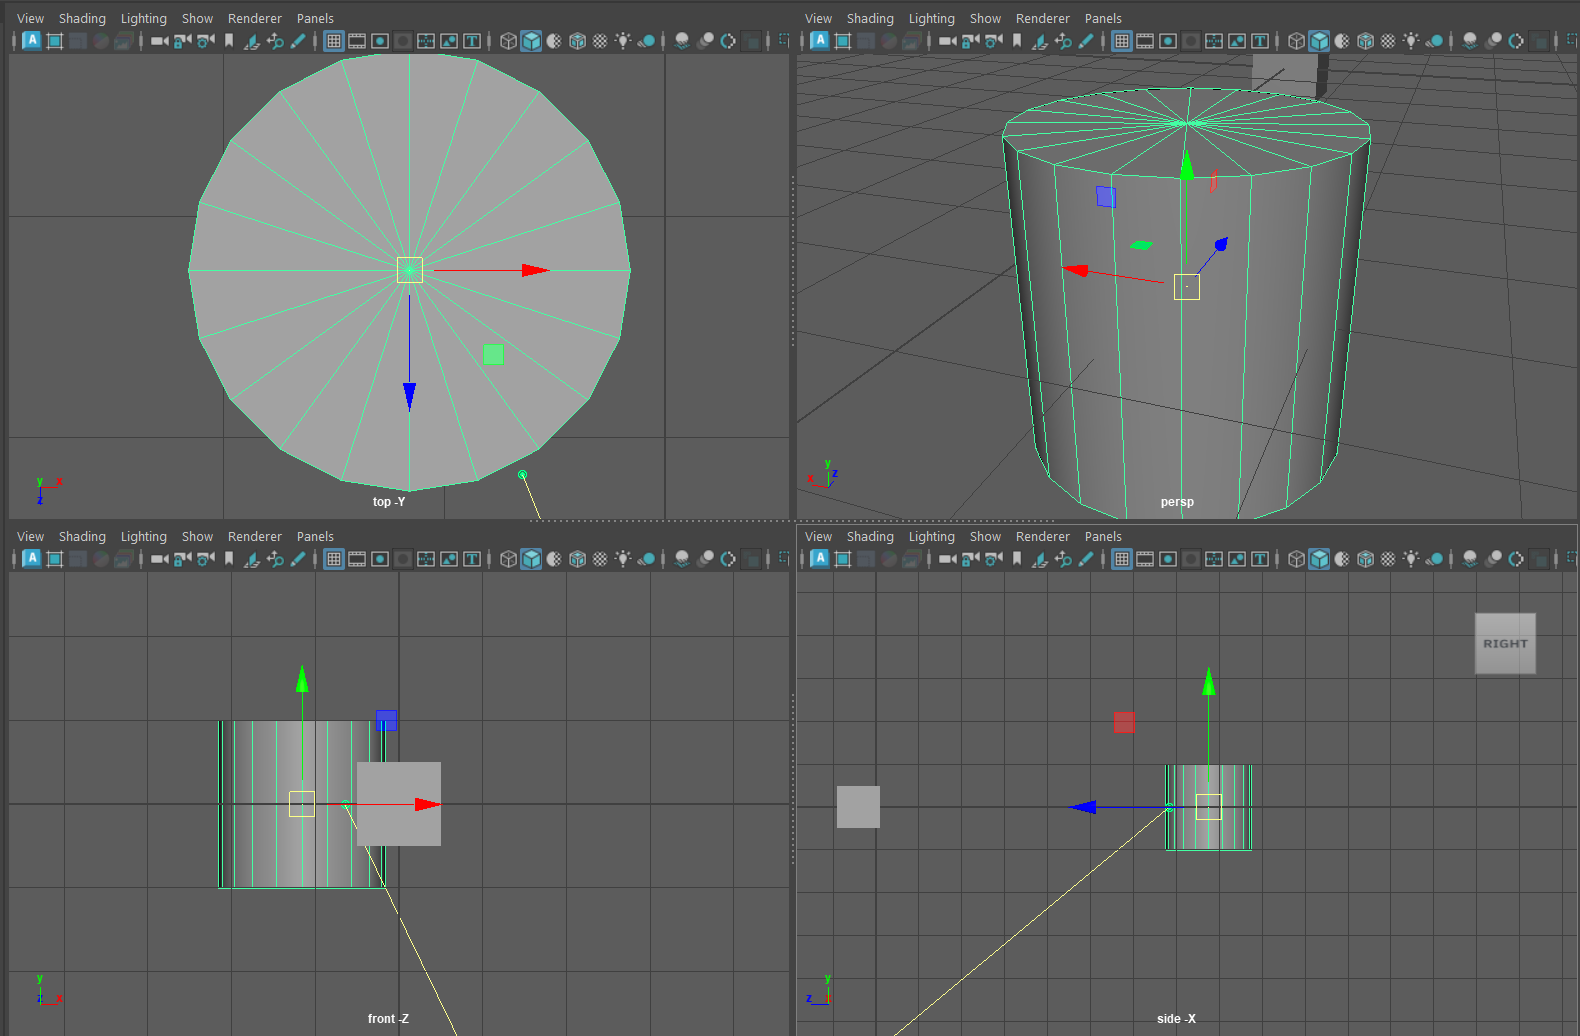 View Shading Lighting Show Renderer Panels
A T
y x
z
top -Y
View Shading Lighting Show Renderer Panels
A T
y
z
x
persp
View Shading Lighting Show Renderer Panels
A T
y
z x
front -Z
View Shading Lighting Show Renderer Panels
A T
RIGHT
y
z
side -X